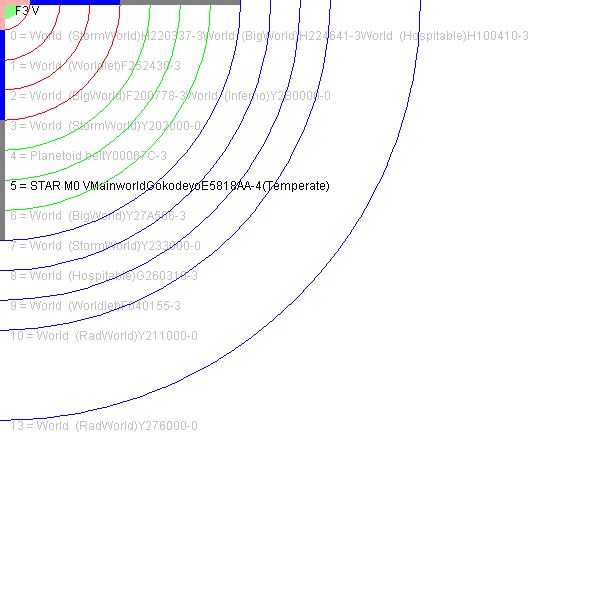 F3 V
0 = World (StormWorld)H220337-3World (BigWorld)H224641-3World (Hospitable)H100410-3
1 = World (Worldlet)F252430-3
2 = World (BigWorld)F200778-3World (Inferno)Y2B0000-0
3 = World (StormWorld)Y202000-0
4 = Planetoid beltY00067C-3
5 = STAR M0 VMainworldGokodeyoE5818AA-4(Temperate)
6 = World (BigWorld)Y27A566-3
7 = World (StormWorld)Y233000-0
8 = World (Hospitable)G260316-3
9 = World (Worldlet)F640155-3
10 = World (RadWorld)Y211000-0
13 = World (RadWorld)Y276000-0